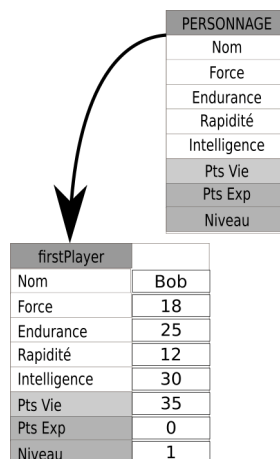 PERSONNAGE
Nom
Force
Endurance
Rapidité
Intelligence
Pts Vie
Pts Exp
Niveau
firstPlayer
Nom Bob
Force 18
Endurance 25
Rapidité 12
Intelligence 30
Pts Vie 35
Pts Exp 0
Niveau 1